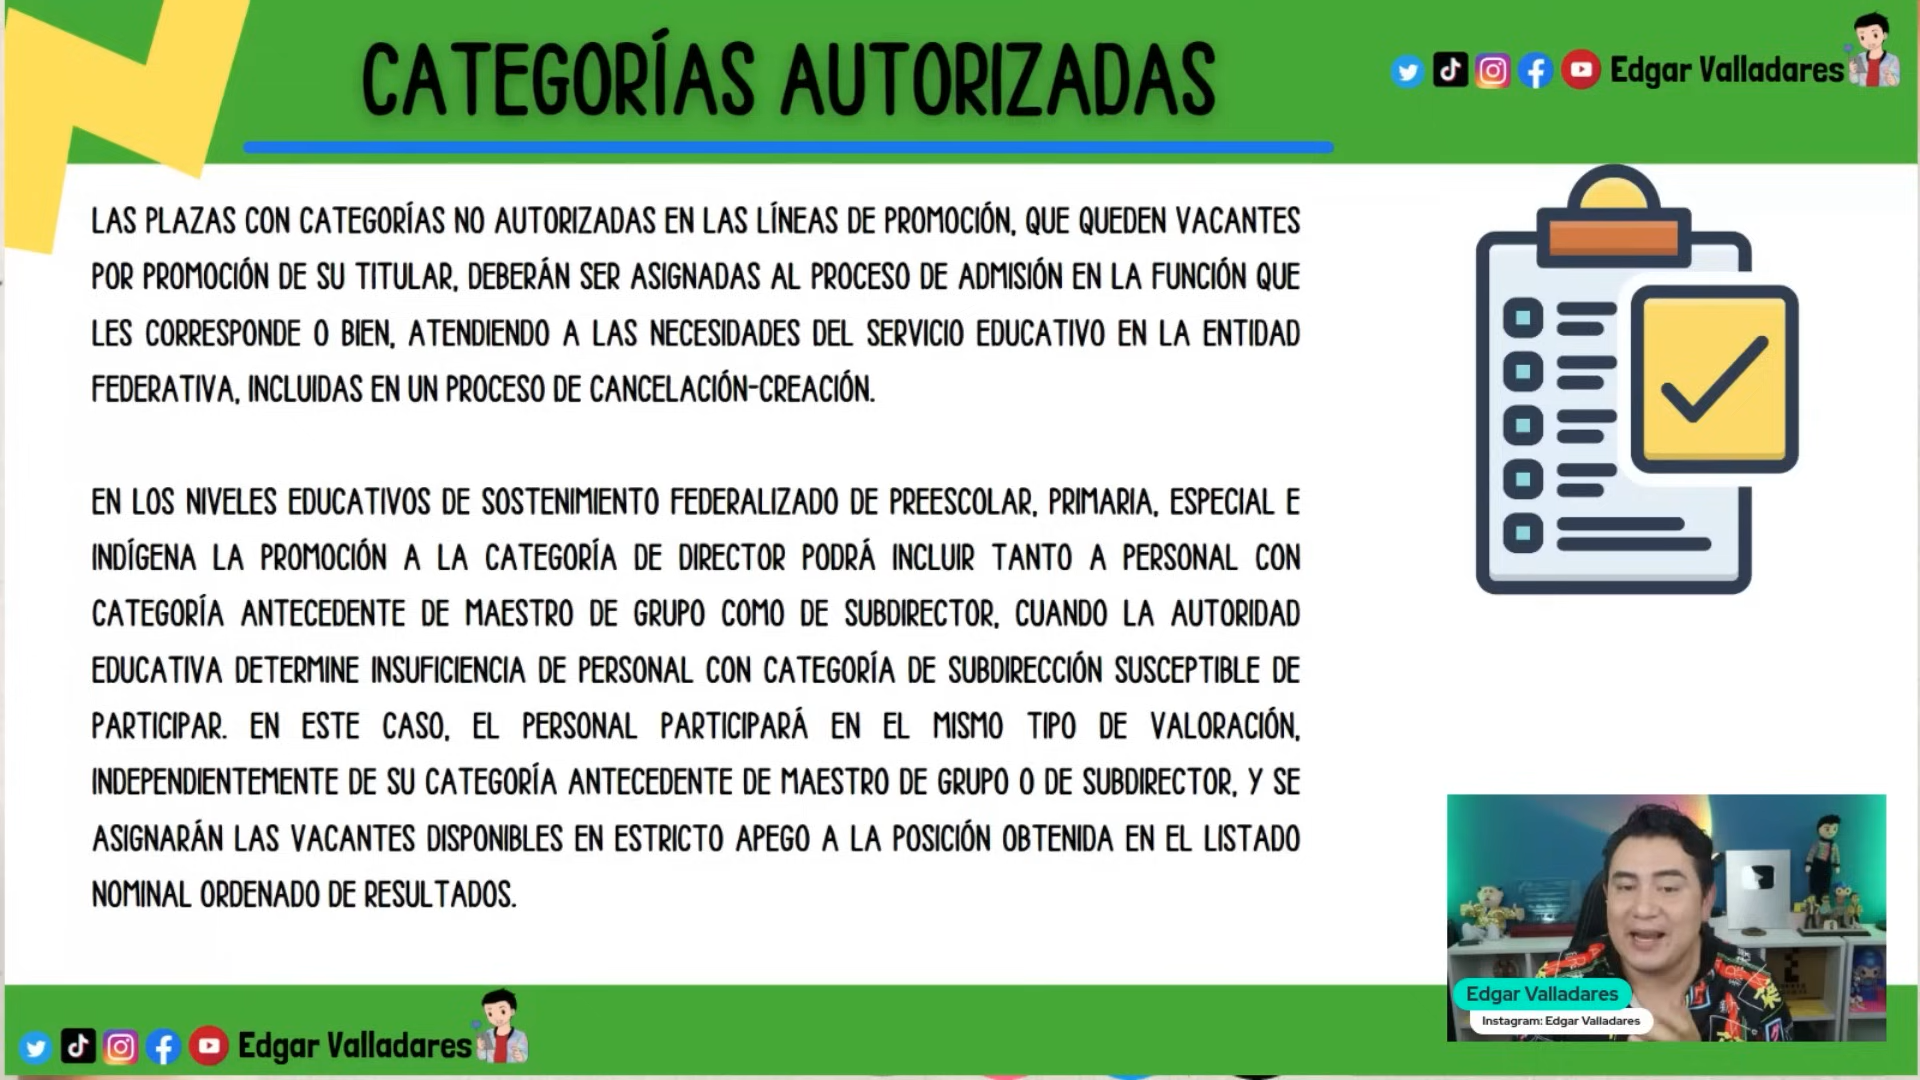 CATEGORÍAS AUTORIZADAS
Edgar Valladares
LAS PLAZAS CON CATEGORÍAS NO AUTORIZADAS EN LAS LÍNEAS DE PROMOCIÓN, QUE QUEDEN VACANTES
POR PROMOCIÓN DE SU TITULAR, DEBERÁN SER ASIGNADAS AL PROCESO DE ADMISIÓN EN LA FUNCIÓN QUE
LES CORRESPONDE O BIEN, ATENDIENDO A LAS NECESIDADES DEL SERVICIO EDUCATIVO EN LA ENTIDAD
FEDERATIVA, INCLUIDAS EN UN PROCESO DE CANCELACIÓN-CREACIÓN.
EN LOS NIVELES EDUCATIVOS DE SOSTENIMIENTO FEDERALIZADO DE PREESCOLAR, PRIMARIA, ESPECIAL E
INDÍGENA LA PROMOCIÓN A LA CATEGORÍA DE DIRECTOR PODRÁ INCLUIR TANTO A PERSONAL CON
CATEGORÍA ANTECEDENTE DE MAESTRO DE GRUPO COMO DE SUBDIRECTOR, CUANDO LA AUTORIDAD
EDUCATIVA DETERMINE INSUFICIENCIA DE PERSONAL CON CATEGORÍA DE SUBDIRECCIÓN SUSCEPTIBLE DE
PARTICIPAR. EN ESTE CASO, EL PERSONAL PARTICIPARÁ EN EL MISMO TIPO DE VALORACIÓN,
INDEPENDIENTEMENTE DE SU CATEGORÍA ANTECEDENTE DE MAESTRO DE GRUPO O DE SUBDIRECTOR, Y SE
ASIGNARÁN LAS VACANTES DISPONIBLES EN ESTRICTO APEGO A LA POSICIÓN OBTENIDA EN EL LISTADO
NOMINAL ORDENADO DE RESULTADOS.
Edgar Valladares
Instagram: Edgar Valladares
Edgar Valladares